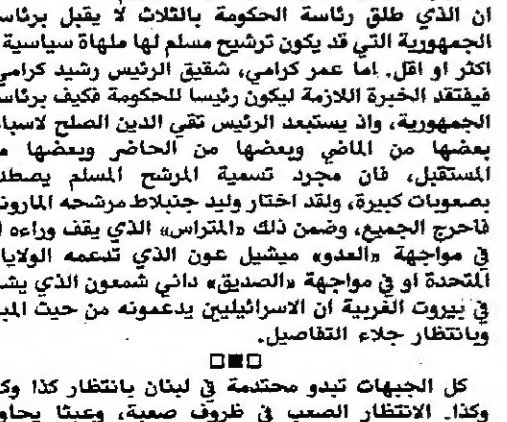 ان الذي طلق رئاسة الحكومة بالثلاث لا يقبل برئاسة
الجمهورية التي قد يكون ترشيح مسلم لها ملهاة سياسية
اكثر او اقل. اما عمر كرامي، شقيق الرئيس رشيد كرامي
فيفتقد الخبرة اللازمة ليكون رئيسا للحكومة فكيف برئاسة
الجمهورية، واذ يستبعد الرئيس تقي الدين الصلح لاسباب
بعضها من الماضي وبعضها من الحاضر وبعضها من
المستقبل، فان مجرد تسمية المرشح المسلم يصطدم
بصعوبات كبيرة، ولقد اختار وليد جنبلاط مرشحه الماروني
فاحرج الجميع، وضمن ذلك «المتراس» الذي يقف وراءه
في مواجهة «العدو» ميشيل عون الذي تدعمه الولايات
المتحدة او في مواجهة «الصديق» داني شمعون الذي
في بيروت الغربية ان الاسرائيليين يدعمونه من حيث المبدأ
وبانتظار جلاء التفاصيل.
□■□
كل الجبهات تبدو محتدمة في لبنان بانتظار كذا وكذا
وكذا. الانتظار الصعب في ظروف صعبة، وعبثا يحاول